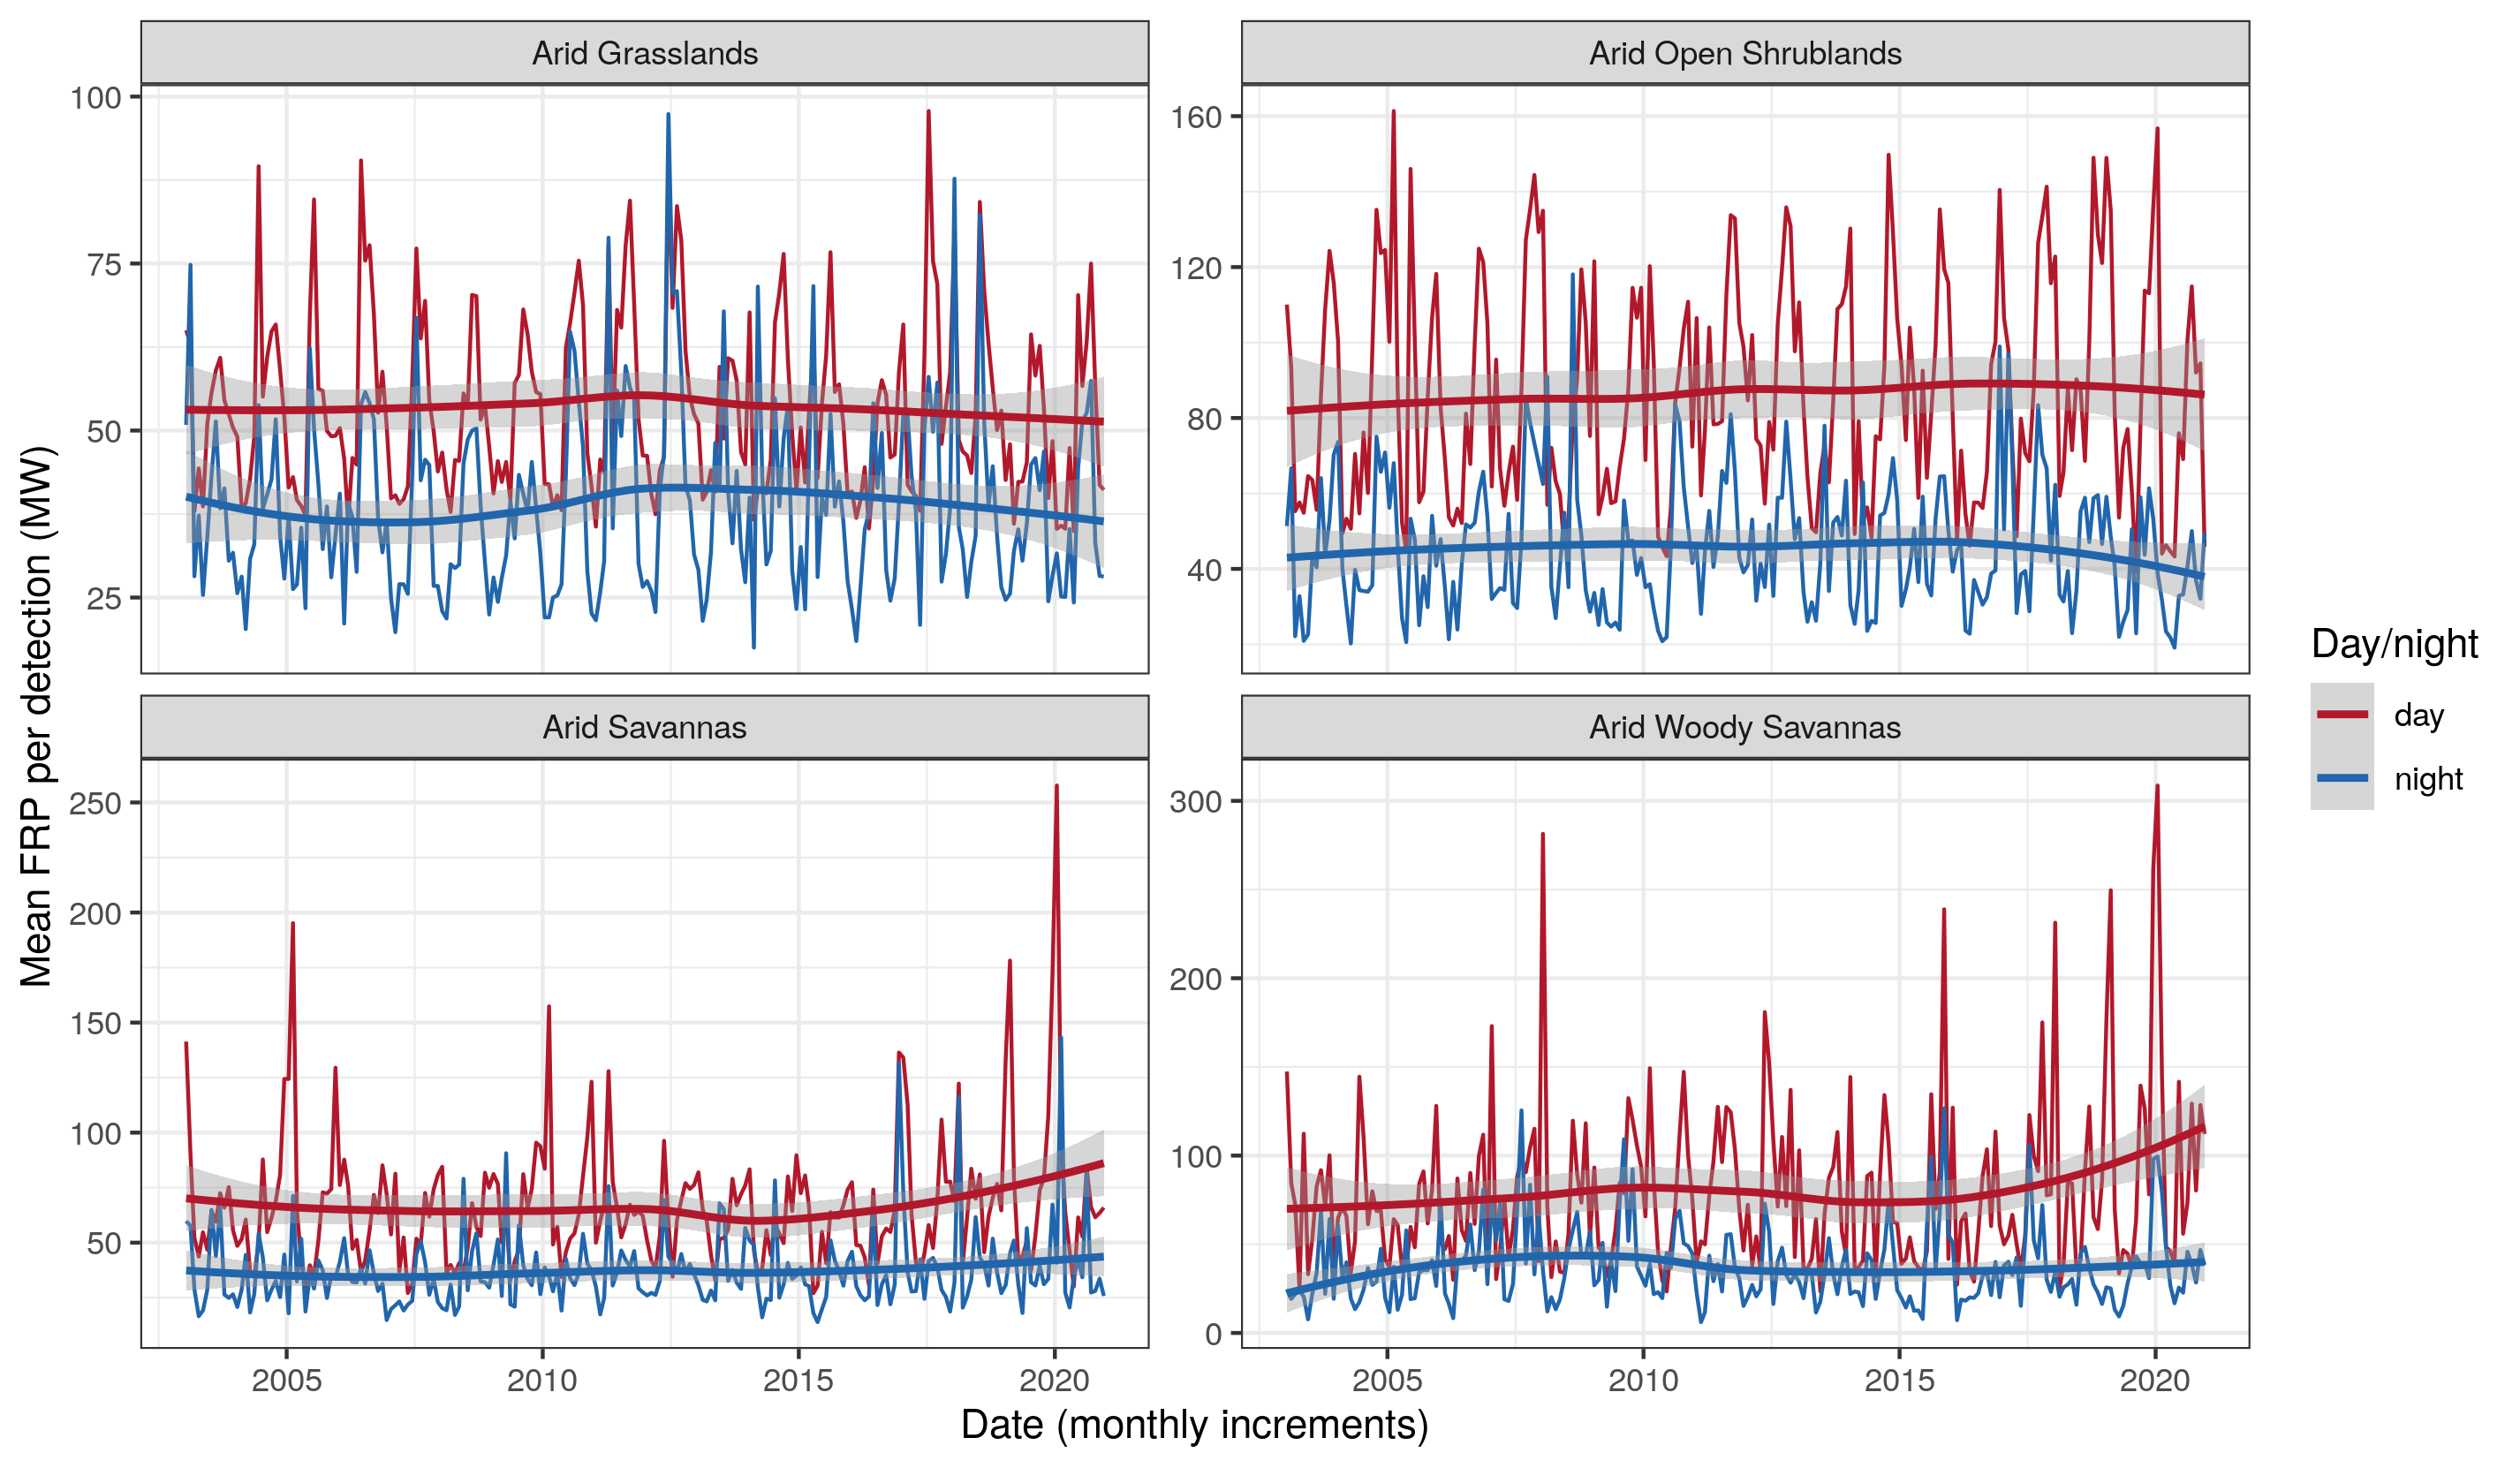 Arid Grasslands
Arid Open Shrublands
100
75
50
25
160
120
80
40
Arid Savannas
Arid Woody Savannas
250
200
150
100
50
300
200
100
0
2005
2010
2015
2020
2005
2010
2015
2020
Date (monthly increments)
Mean FRP per detection (MW)
Day/night
day
night